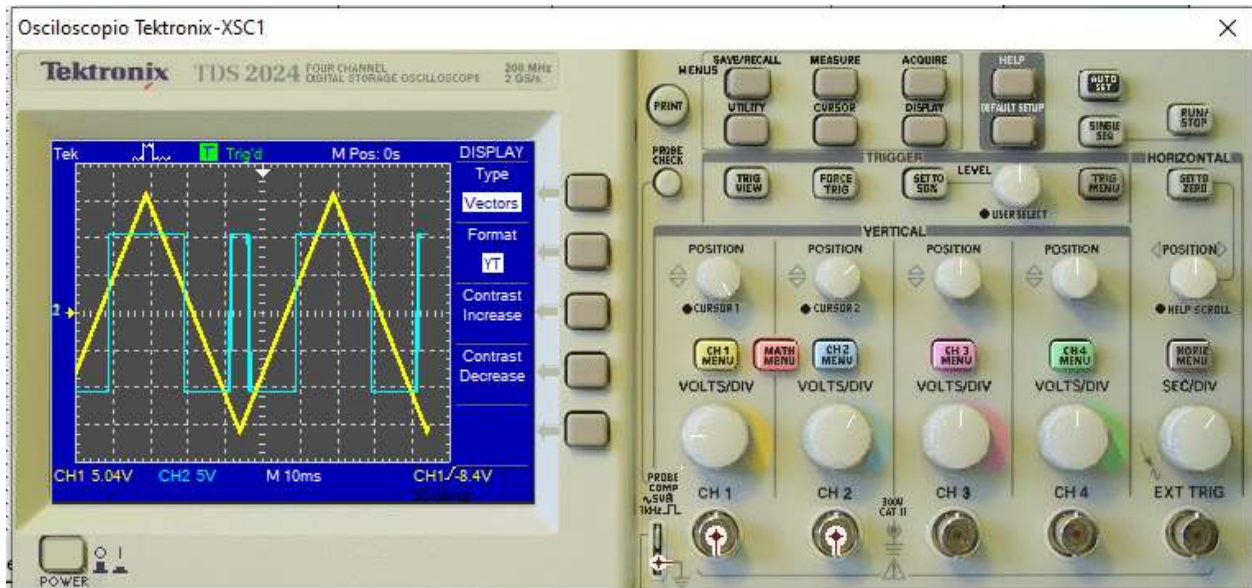 Osciloscopio Tektronix-XSC1
Tektronix TDS 2024 FOUR CHANNEL DIGITAL STORAGE OSCILLOSCOPE 200 MHz 2 GS/s
Tek T Trig'd M Pos: 0s DISPLAY
Type
Vectors
Format
YT
Contrast
Increase
Contrast
Decrease
CH1 5.04V CH2 5V M 10ms CH1 -8.4V
POWER
MENUS
SAVE/RECALL MEASURE ACQUIRE HELP
AUTO SET
PRINT
UTILITY CURSOR DISPLAY DEFAULT SETUP
SINGLE SEQ
RUN/STOP
PROBE CHECK
TRIGGER HORIZONTAL
TRIG VIEW
FORCE TRIG
SET TO 50%
LEVEL
TRIG MENU
SET TO ZERO
USER SELECT
VERTICAL
POSITION POSITION POSITION POSITION POSITION
CURSOR 1 CURSOR 2 HELP SCROLL
CH 1 MENU
MATH MENU
CH 2 MENU
CH 3 MENU
CH 4 MENU
HORIZ MENU
VOLTS/DIV VOLTS/DIV VOLTS/DIV VOLTS/DIV SEC/DIV
PROBE COMP
~5V@
1kHz
CH 1 CH 2 CH 3 CH 4 EXT TRIG
300V
CAT II